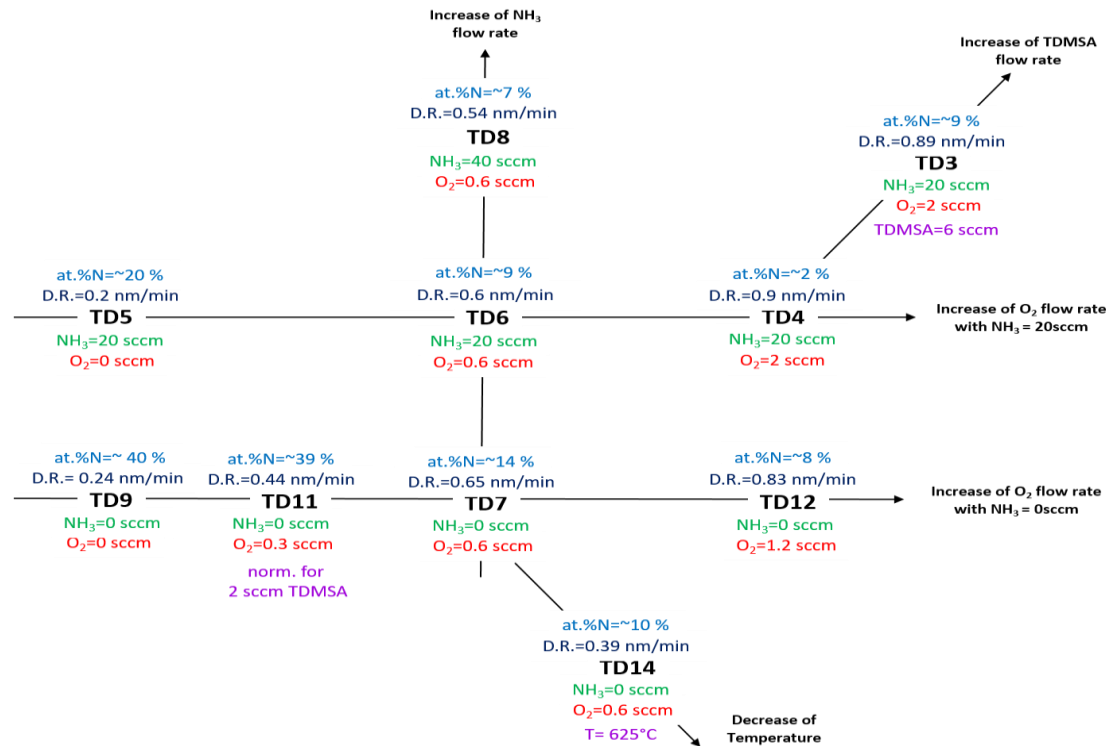 Increase of NH₃
flow rate
Increase of TDMSA
flow rate
at.%N=~7 %
D.R.=0.54 nm/min
TD8
NH₃=40 sccm
O₂=0.6 sccm
at.%N=~9 %
D.R.=0.89 nm/min
TD3
NH₃=20 sccm
O₂=2 sccm
TDMSA=6 sccm
at.%N=~20 %
D.R.=0.2 nm/min
TD5
NH₃=20 sccm
O₂=0 sccm
at.%N=~9 %
D.R.=0.6 nm/min
TD6
NH₃=20 sccm
O₂=0.6 sccm
at.%N=~2 %
D.R.=0.9 nm/min
TD4
NH₃=20 sccm
O₂=2 sccm
Increase of O₂ flow rate
with NH₃ = 20sccm
at.%N=~ 40 %
D.R.= 0.24 nm/min
TD9
NH₃=0 sccm
O₂=0 sccm
at.%N=~39 %
D.R.=0.44 nm/min
TD11
NH₃=0 sccm
O₂=0.3 sccm
norm. for
2 sccm TDMSA
at.%N=~14 %
D.R.=0.65 nm/min
TD7
NH₃=0 sccm
O₂=0.6 sccm
at.%N=~8 %
D.R.=0.83 nm/min
TD12
NH₃=0 sccm
O₂=1.2 sccm
Increase of O₂ flow rate
with NH₃ = 0sccm
at.%N=~10 %
D.R.=0.39 nm/min
TD14
NH₃=0 sccm
O₂=0.6 sccm
T= 625°C
Decrease of
Temperature